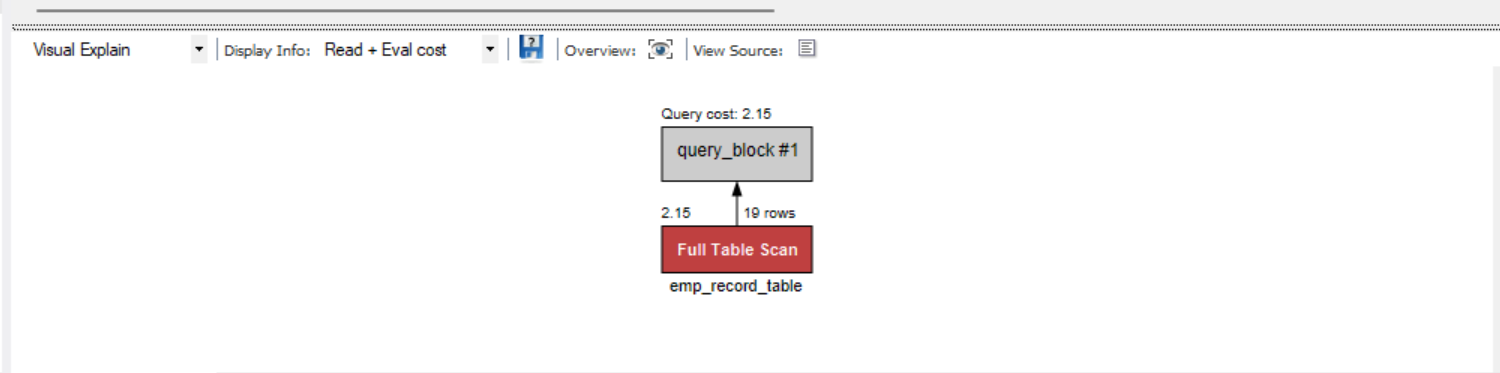 Visual Explain Display Info: Read + Eval cost Overview: View Source:
Query cost: 2.15
query_block #1
2.15 19 rows
Full Table Scan
emp_record_table